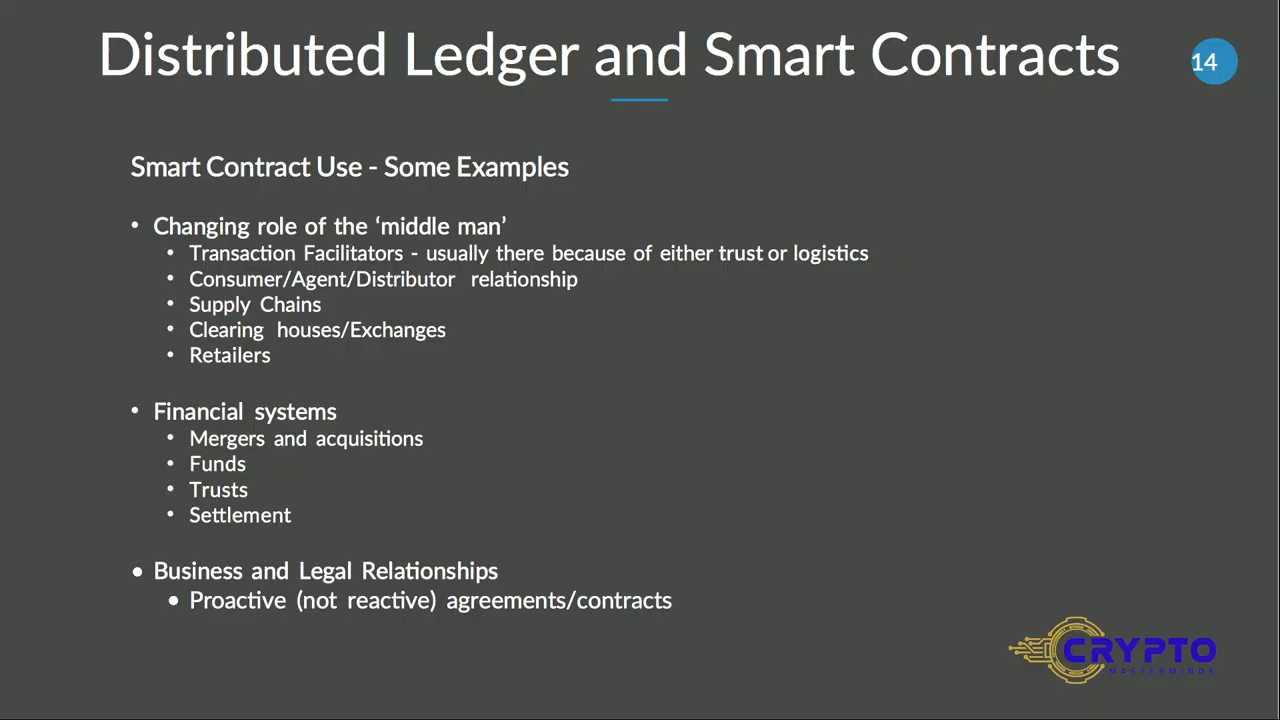 Distributed Ledger and Smart Contracts
14
Smart Contract Use - Some Examples
• Changing role of the ‘middle man’
• Transaction Facilitators - usually there because of either trust or logistics
• Consumer/Agent/Distributor relationship
• Supply Chains
• Clearing houses/Exchanges
• Retailers
• Financial systems
• Mergers and acquisitions
• Funds
• Trusts
• Settlement
• Business and Legal Relationships
• Proactive (not reactive) agreements/contracts
CRYPTO
MASTERMINDS